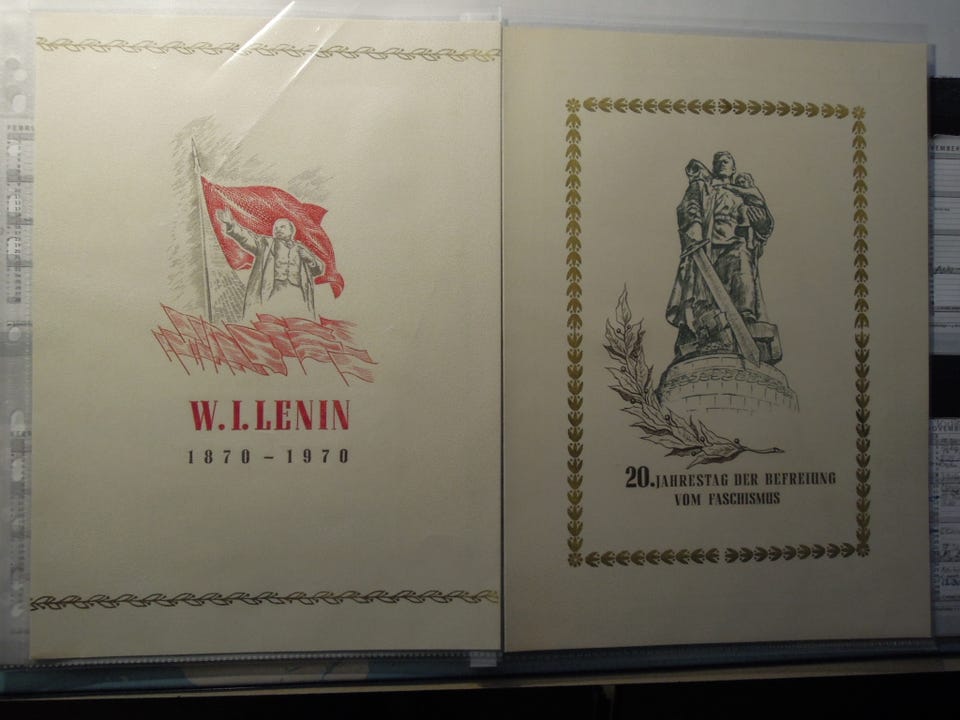 W. I. LENIN
1870 – 1970
20. JAHRESTAG DER BEFREIUNG
VOM FASCHISMUS